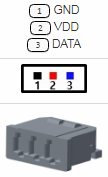 1 GND
2 VDD
3 DATA
1 2 3